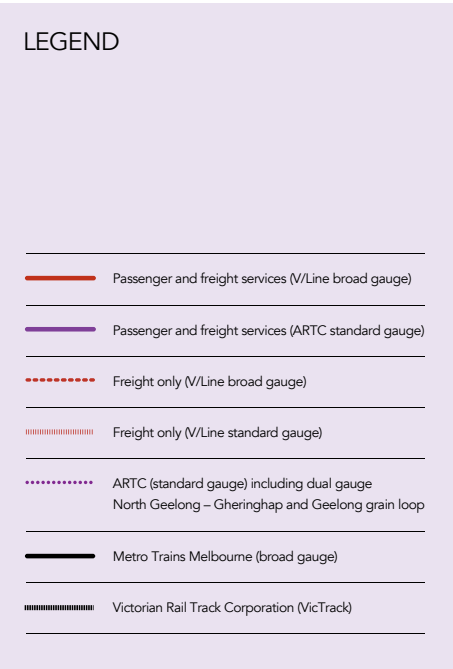 LEGEND
Passenger and freight services (V/Line broad gauge)
Passenger and freight services (ARTC standard gauge)
Freight only (V/Line broad gauge)
Freight only (V/Line standard gauge)
ARTC (standard gauge) including dual gauge
North Geelong – Gheringhap and Geelong grain loop
Metro Trains Melbourne (broad gauge)
Victorian Rail Track Corporation (VicTrack)